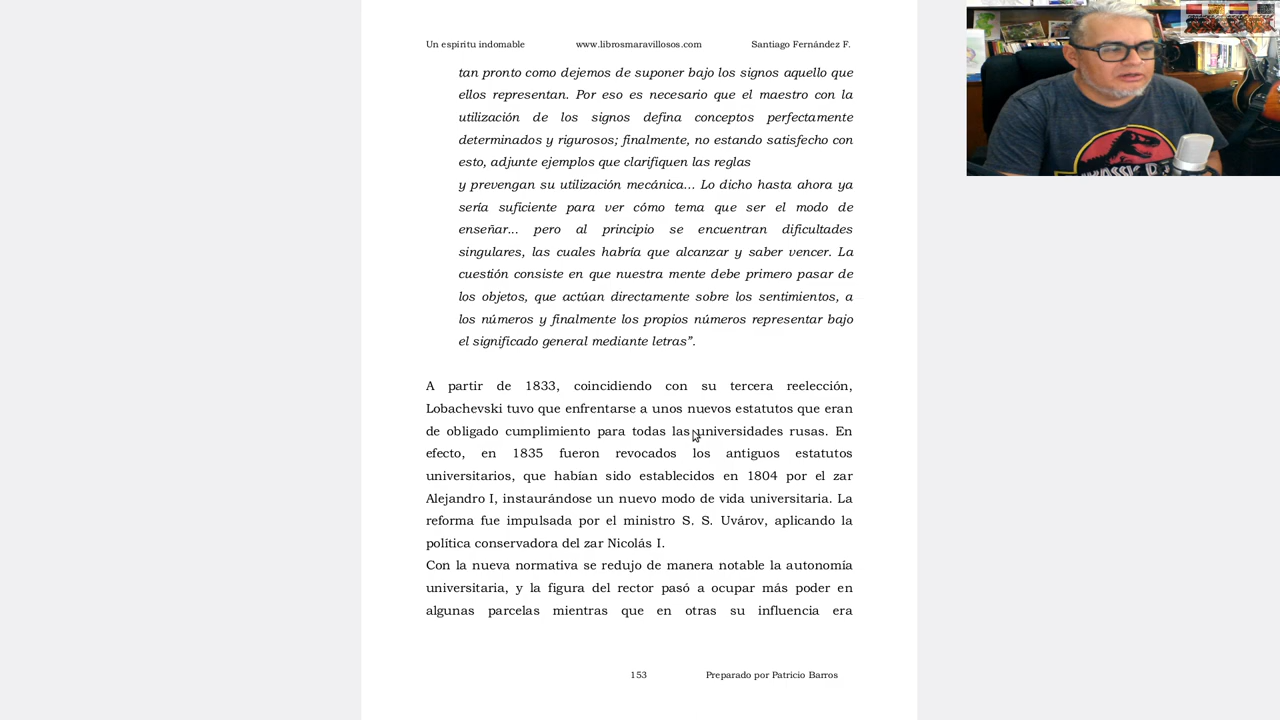 Un espíritu indomable www.librosmaravillosos.com Santiago Fernández F.
tan pronto como dejemos de suponer bajo los signos aquello que
ellos representan. Por eso es necesario que el maestro con la
utilización de los signos defina conceptos perfectamente
determinados y rigurosos; finalmente, no estando satisfecho con
esto, adjunte ejemplos que clarifiquen las reglas
y prevengan su utilización mecánica... Lo dicho hasta ahora ya
sería suficiente para ver cómo tema que ser el modo de
enseñar... pero al principio se encuentran dificultades
singulares, las cuales habría que alcanzar y saber vencer. La
cuestión consiste en que nuestra mente debe primero pasar de
los objetos, que actúan directamente sobre los sentimientos, a
los números y finalmente los propios números representar bajo
el significado general mediante letras”.
A partir de 1833, coincidiendo con su tercera reelección,
Lobachevski tuvo que enfrentarse a unos nuevos estatutos que eran
de obligado cumplimiento para todas las universidades rusas. En
efecto, en 1835 fueron revocados los antiguos estatutos
universitarios, que habían sido establecidos en 1804 por el zar
Alejandro I, instaurándose un nuevo modo de vida universitaria. La
reforma fue impulsada por el ministro S. S. Uvárov, aplicando la
política conservadora del zar Nicolás I.
Con la nueva normativa se redujo de manera notable la autonomía
universitaria, y la figura del rector pasó a ocupar más poder en
algunas parcelas mientras que en otras su influencia era
153 Preparado por Patricio Barros